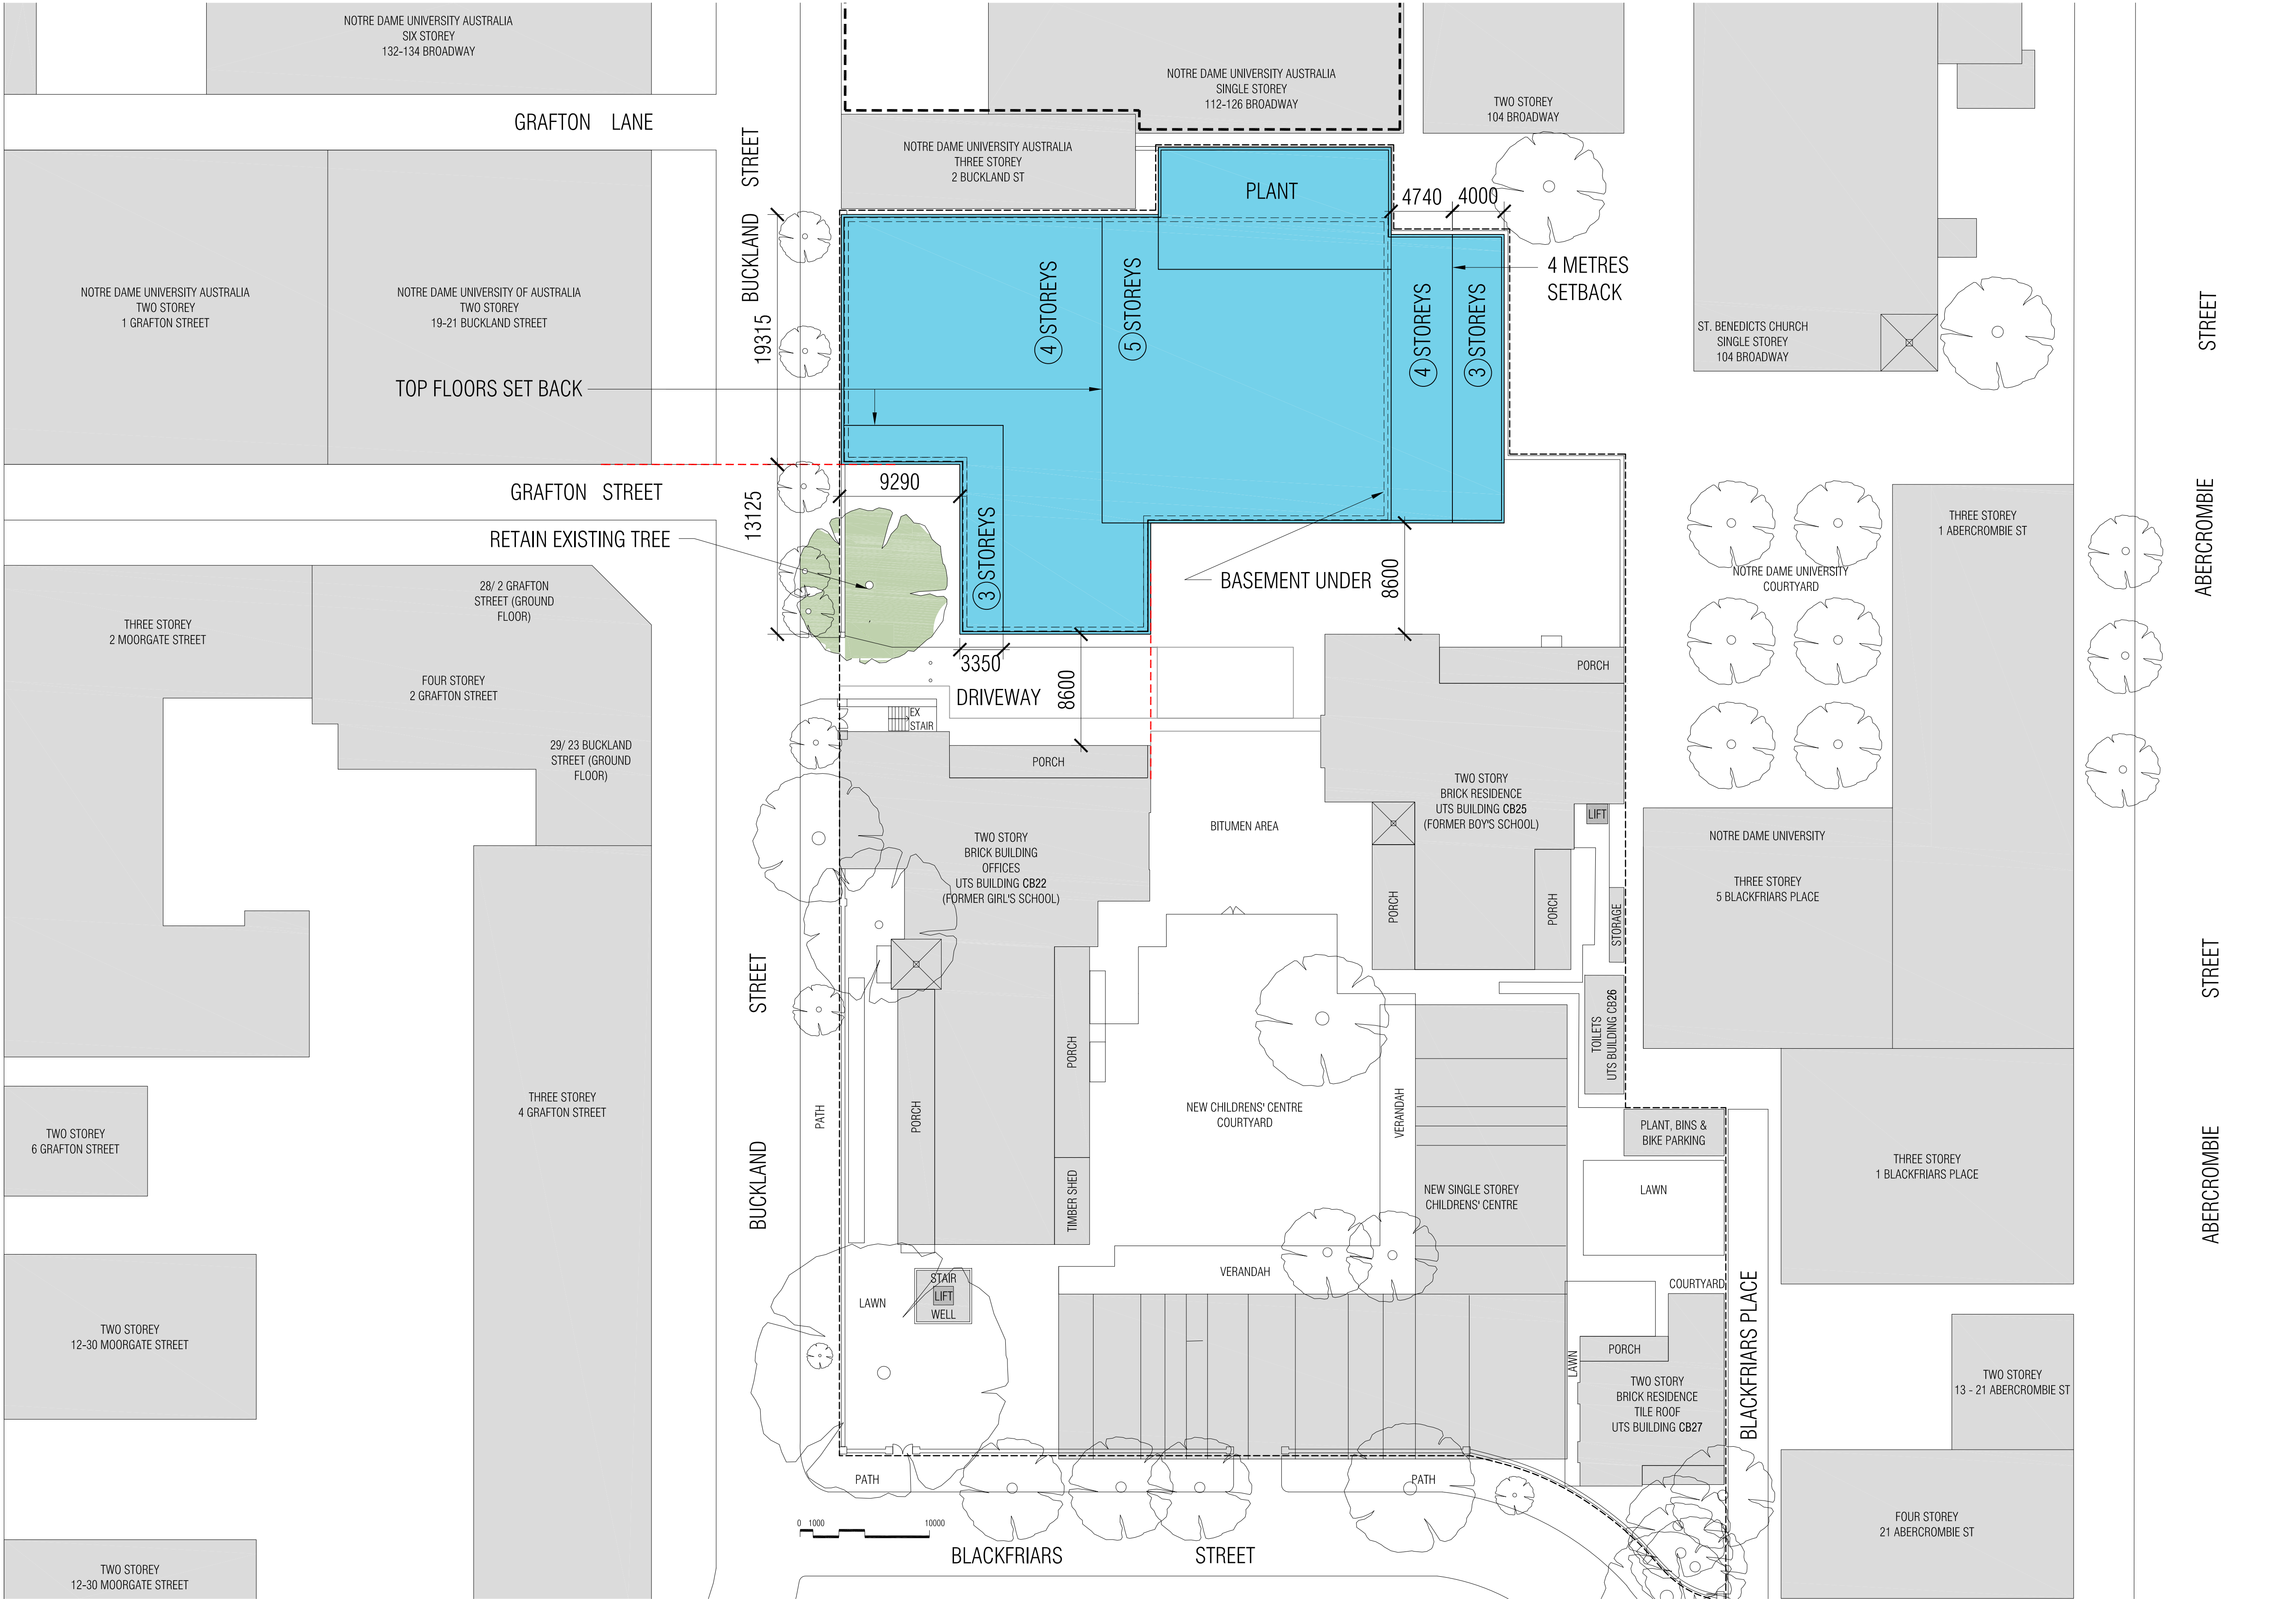 NOTRE DAME UNIVERSITY AUSTRALIA
SIX STOREY
132-134 BROADWAY
NOTRE DAME UNIVERSITY AUSTRALIA
SINGLE STOREY
112-126 BROADWAY
TWO STOREY
104 BROADWAY
GRAFTON LANE
NOTRE DAME UNIVERSITY AUSTRALIA
THREE STOREY
2 BUCKLAND ST
BUCKLAND STREET
PLANT
4740
4000
4 METRES
SETBACK
NOTRE DAME UNIVERSITY AUSTRALIA
TWO STOREY
1 GRAFTON STREET
NOTRE DAME UNIVERSITY OF AUSTRALIA
TWO STOREY
19-21 BUCKLAND STREET
19315
4 STOREYS
5 STOREYS
4 STOREYS
3 STOREYS
ST. BENEDICTS CHURCH
SINGLE STOREY
104 BROADWAY
TOP FLOORS SET BACK
GRAFTON STREET
9290
13125
RETAIN EXISTING TREE
3 STOREYS
BASEMENT UNDER
8600
THREE STOREY
1 ABERCROMBIE ST
NOTRE DAME UNIVERSITY
COURTYARD
ABERCROMBIE STREET
28/ 2 GRAFTON
STREET (GROUND
FLOOR)
THREE STOREY
2 MOORGATE STREET
FOUR STOREY
2 GRAFTON STREET
29/ 23 BUCKLAND
STREET (GROUND
FLOOR)
3350
DRIVEWAY
8600
EX
STAIR
PORCH
PORCH
TWO STORY
BRICK RESIDENCE
UTS BUILDING CB25
(FORMER BOY'S SCHOOL)
LIFT
BITUMEN AREA
TWO STORY
BRICK BUILDING
OFFICES
UTS BUILDING CB22
(FORMER GIRL'S SCHOOL)
NOTRE DAME UNIVERSITY
THREE STOREY
5 BLACKFRIARS PLACE
PORCH
PORCH
STORAGE
TOILETS
UTS BUILDING CB26
BUCKLAND STREET
PATH
PORCH
PORCH
TIMBER SHED
NEW CHILDRENS' CENTRE
COURTYARD
VERANDAH
THREE STOREY
4 GRAFTON STREET
TWO STOREY
6 GRAFTON STREET
PLANT, BINS &
BIKE PARKING
THREE STOREY
1 BLACKFRIARS PLACE
ABERCROMBIE STREET
NEW SINGLE STOREY
CHILDRENS' CENTRE
LAWN
VERANDAH
STAIR
LIFT
WELL
LAWN
COURTYARD
BLACKFRIARS PLACE
TWO STOREY
12-30 MOORGATE STREET
LAWN
PORCH
TWO STORY
BRICK RESIDENCE
TILE ROOF
UTS BUILDING CB27
TWO STOREY
13 - 21 ABERCROMBIE ST
PATH
PATH
FOUR STOREY
21 ABERCROMBIE ST
0 1000 10000
BLACKFRIARS STREET
TWO STOREY
12-30 MOORGATE STREET